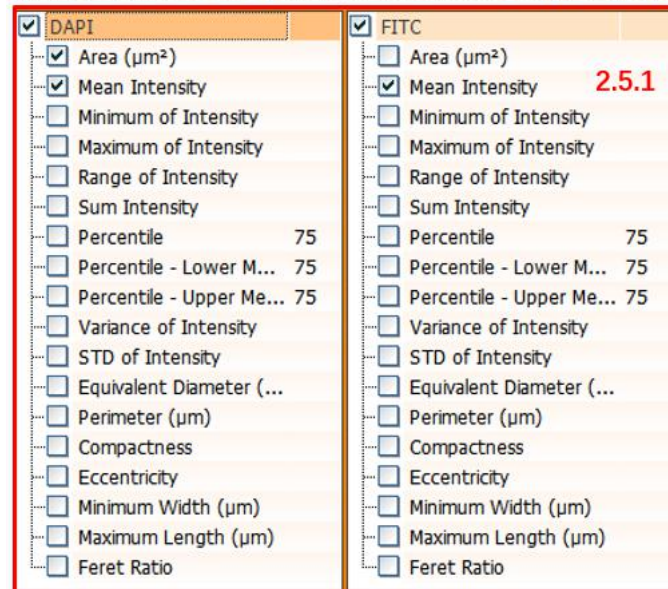 DAPI
Area (µm²)
Mean Intensity
Minimum of Intensity
Maximum of Intensity
Range of Intensity
Sum Intensity
Percentile 75
Percentile - Lower M... 75
Percentile - Upper Me... 75
Variance of Intensity
STD of Intensity
Equivalent Diameter (...
Perimeter (µm)
Compactness
Eccentricity
Minimum Width (µm)
Maximum Length (µm)
Feret Ratio
FITC
Area (µm²)
Mean Intensity 2.5.1
Minimum of Intensity
Maximum of Intensity
Range of Intensity
Sum Intensity
Percentile 75
Percentile - Lower M... 75
Percentile - Upper Me... 75
Variance of Intensity
STD of Intensity
Equivalent Diameter (...
Perimeter (µm)
Compactness
Eccentricity
Minimum Width (µm)
Maximum Length (µm)
Feret Ratio